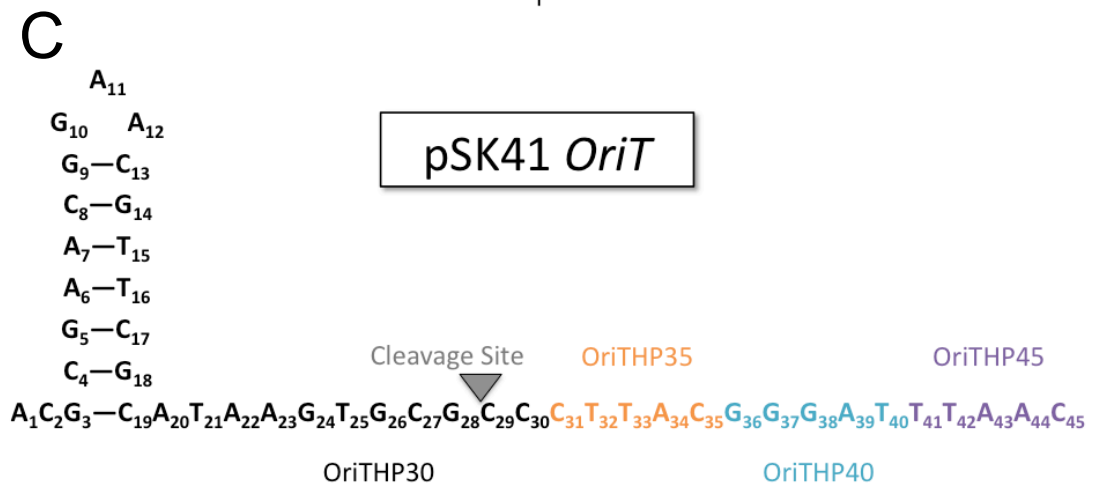 C
A11
G10 A12
G9—C13
C8—G14
A7—T15
A6—T16
G5—C17
C4—G18
pSK41 OriT
Cleavage Site OriTHP35 OriTHP45
A1C2G3—C19A20T21A22A23G24T25G26C27G28C29C30C31T32T33A34C35G36G37G38A39T40T41T42A43A44C45
OriTHP30 OriTHP40